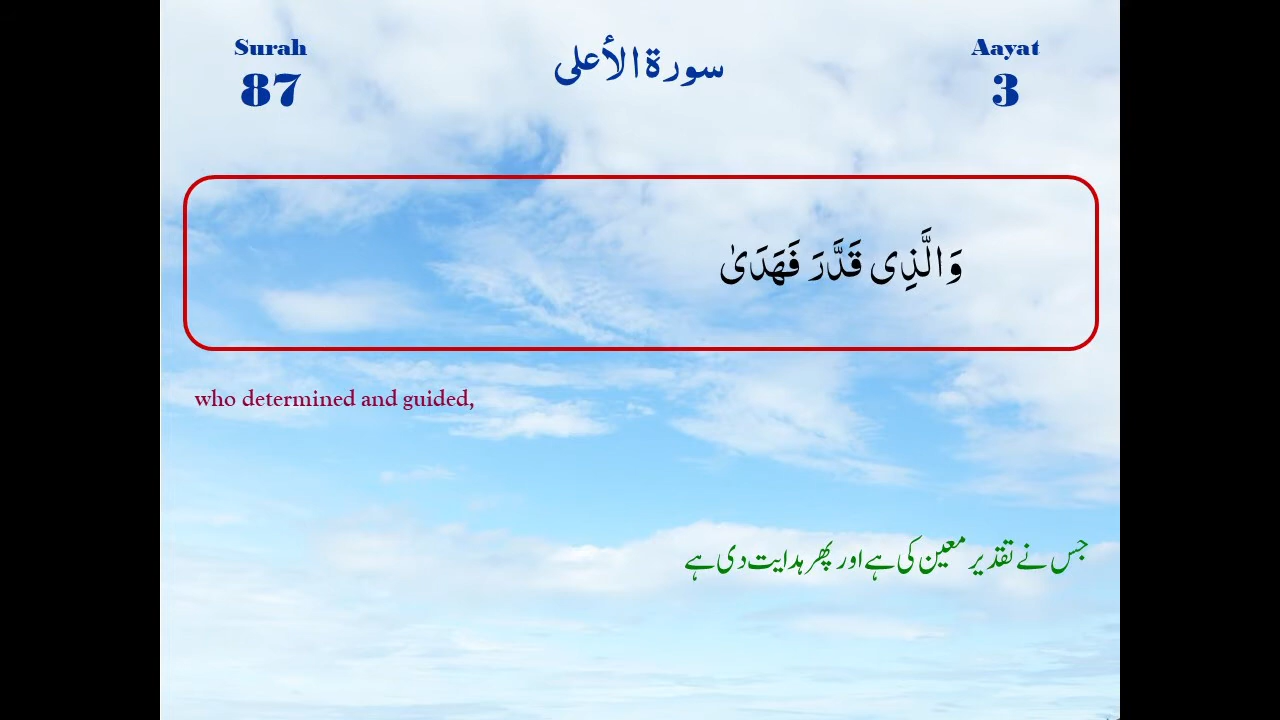 Surah
87
سورة الأعلى
Aayat
3
وَالَّذِى قَدَّرَ فَهَدَىٰ
who determined and guided,
جس نے تقدیر معین کی ہے اور پھر ہدایت دی ہے